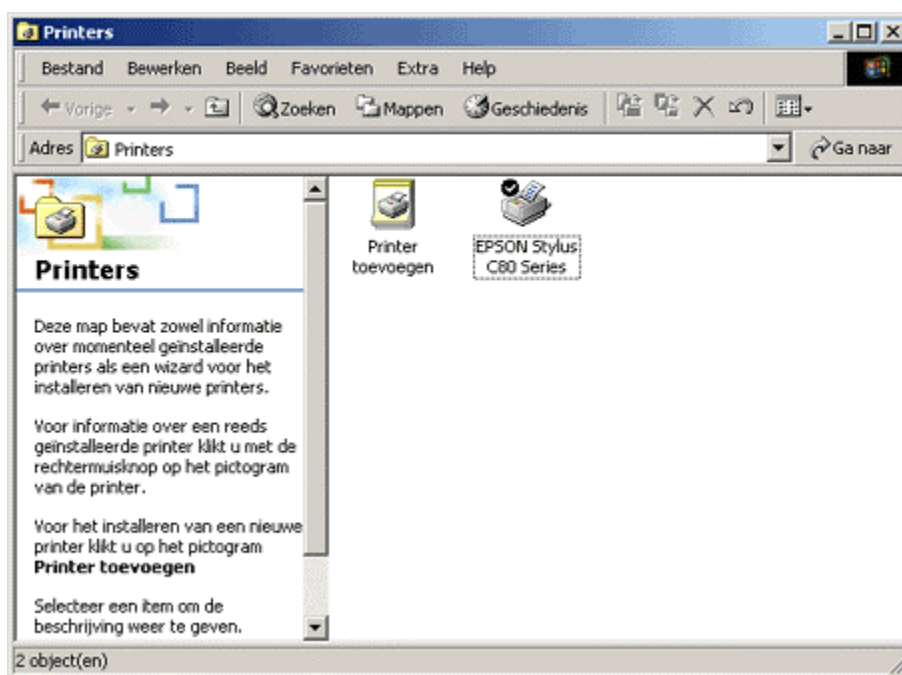 Printers
Bestand Bewerken Beeld Favorieten Extra Help
Vorige Zoeken Mappen Geschiedenis
Adres Printers Ga naar
Printer toevoegen
EPSON Stylus C80 Series
Printers
Deze map bevat zowel informatie
over momenteel geïnstalleerde
printers als een wizard voor het
installeren van nieuwe printers.
Voor informatie over een reeds
geïnstalleerde printer klikt u met de
rechtermuisknop op het pictogram
van de printer.
Voor het installeren van een nieuwe
printer klikt u op het pictogram
Printer toevoegen
Selecteer een item om de
beschrijving weer te geven.
2 object(en)